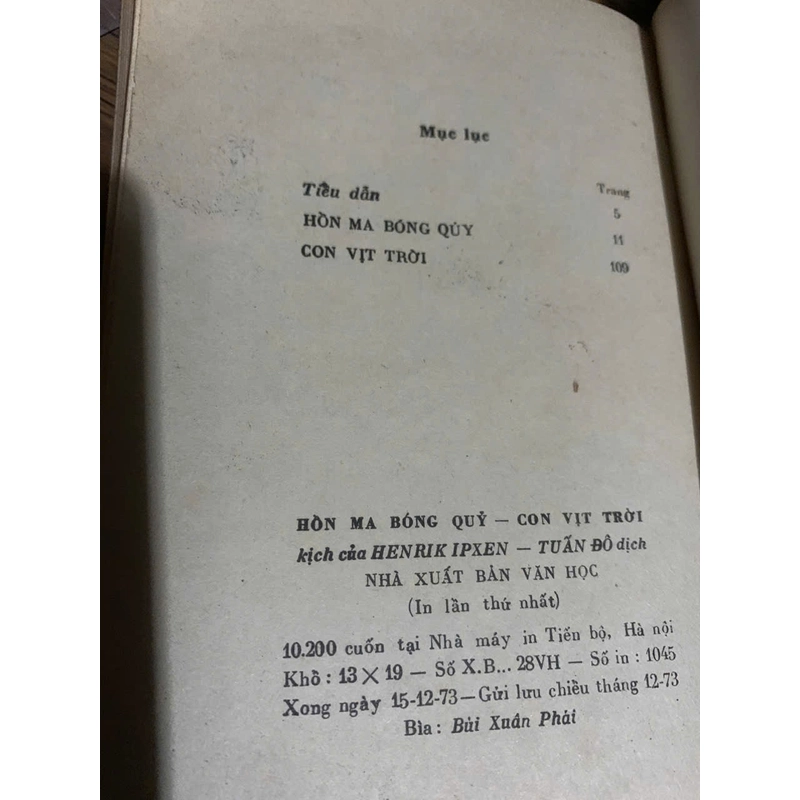 Mục lục
Trang
Tiểu dẫn 5
HỒN MA BÓNG QỦY 11
CON VỊT TRỜI 109
HỒN MA BÓNG QUỶ — CON VỊT TRỜI
kịch của HENRIK IPXEN — TUẤN ĐÔ dịch
NHÀ XUẤT BẢN VĂN HỌC
(In lần thứ nhất)
10.200 cuốn tại Nhà máy in Tiến bộ, Hà nội
Khổ : 13 × 19 — Số X.B... 28VH — Số in : 1045
Xong ngày 15-12-73 — Gửi lưu chiều tháng 12-73
Bìa : Bùi Xuân Phái